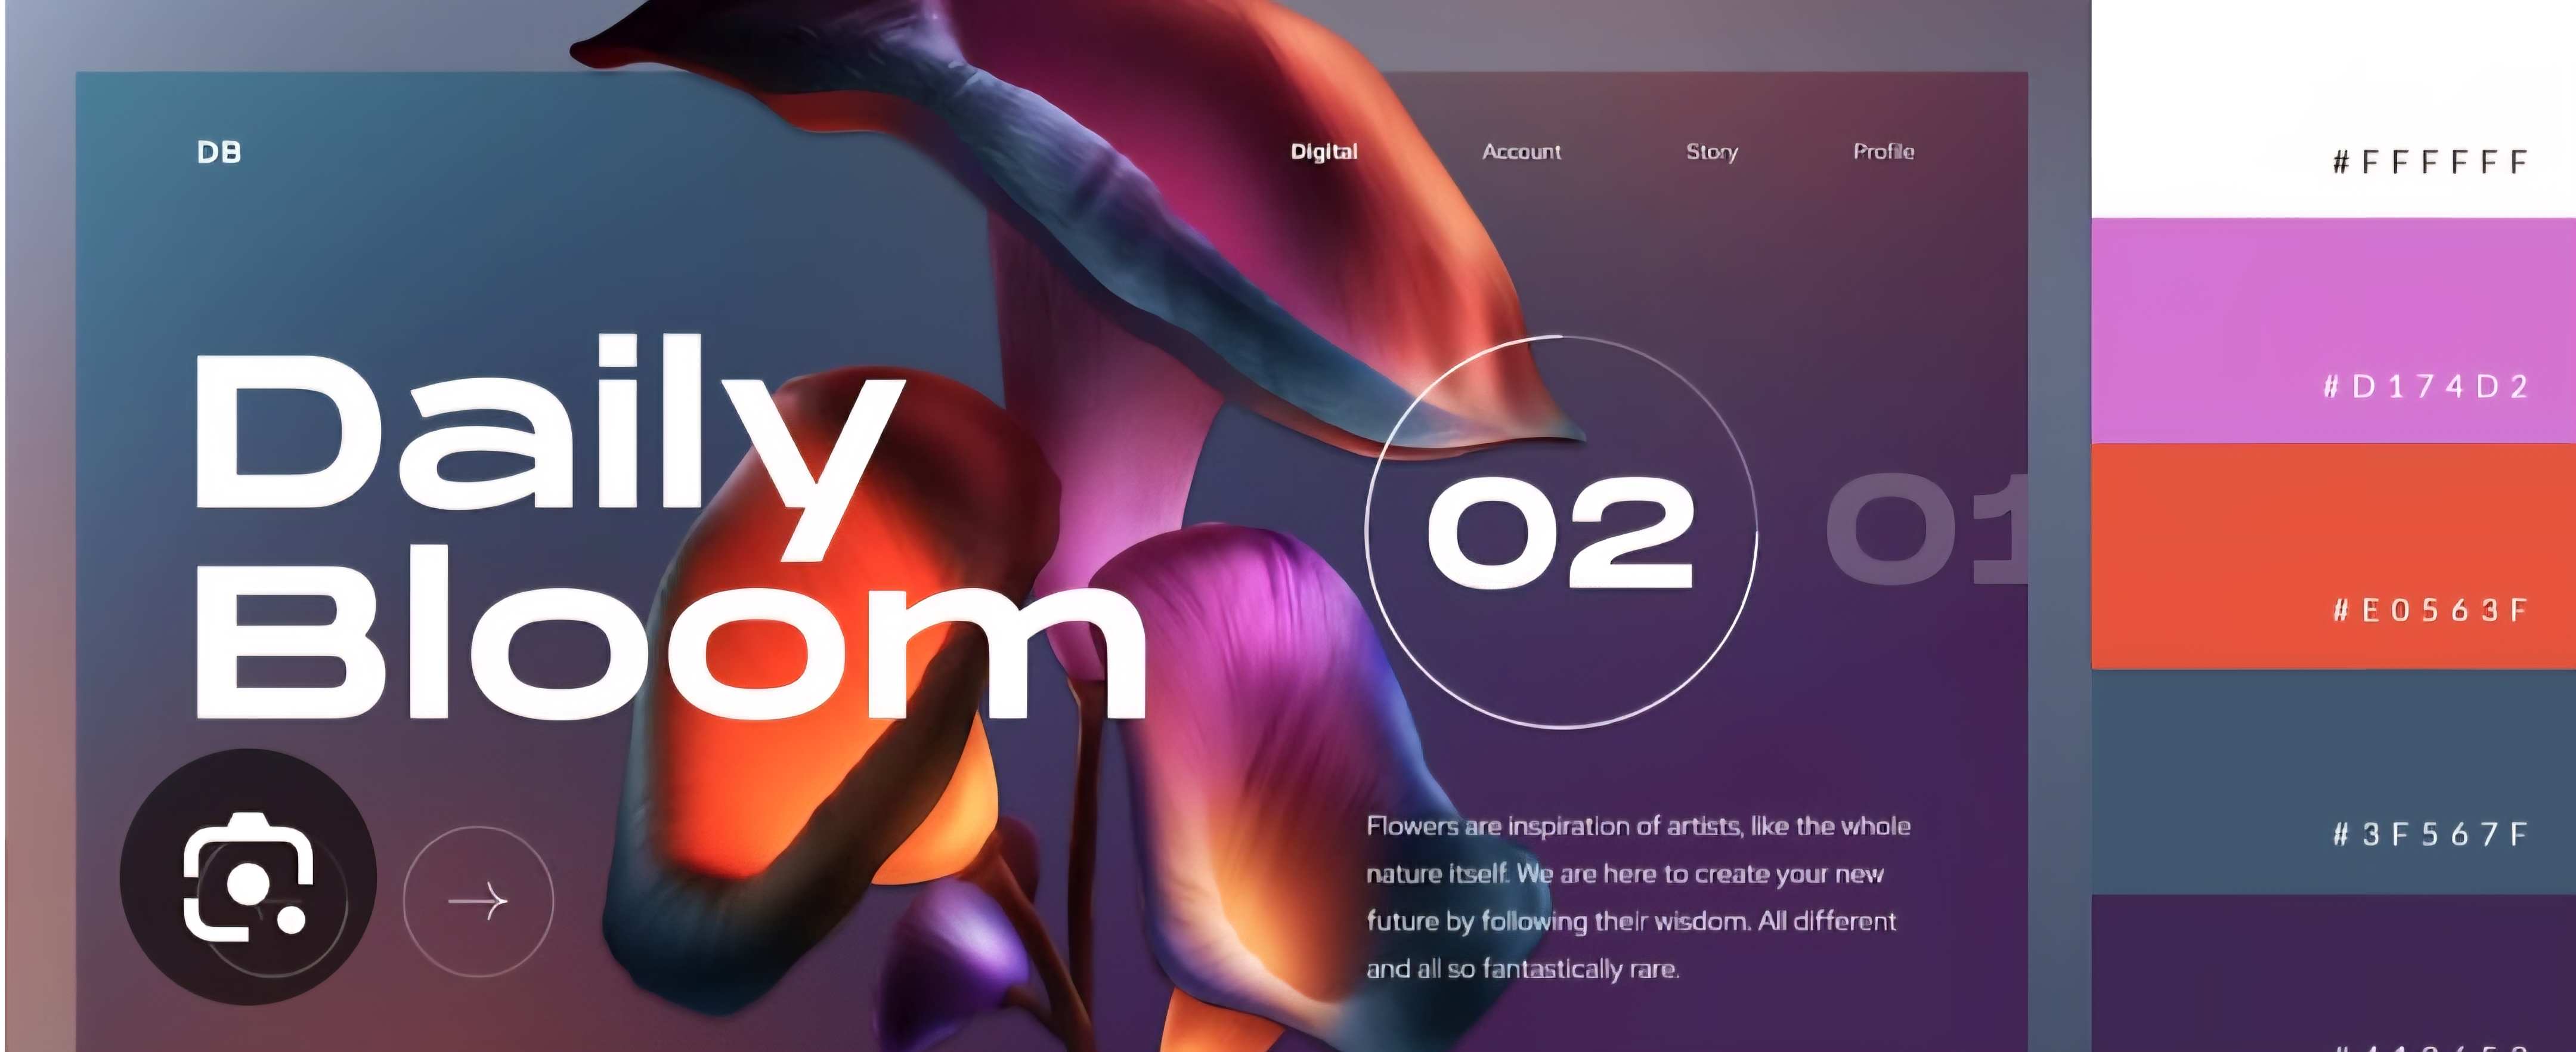 DB
Digital Account Story Profile
Daily
Bloom
02
01
Flowers are inspiration of artists, like the whole
nature itself. We are here to create your new
future by following their wisdom. All different
and all so fantastically rare.
#FFFFFF
#D174D2
#E0563F
#3F567F